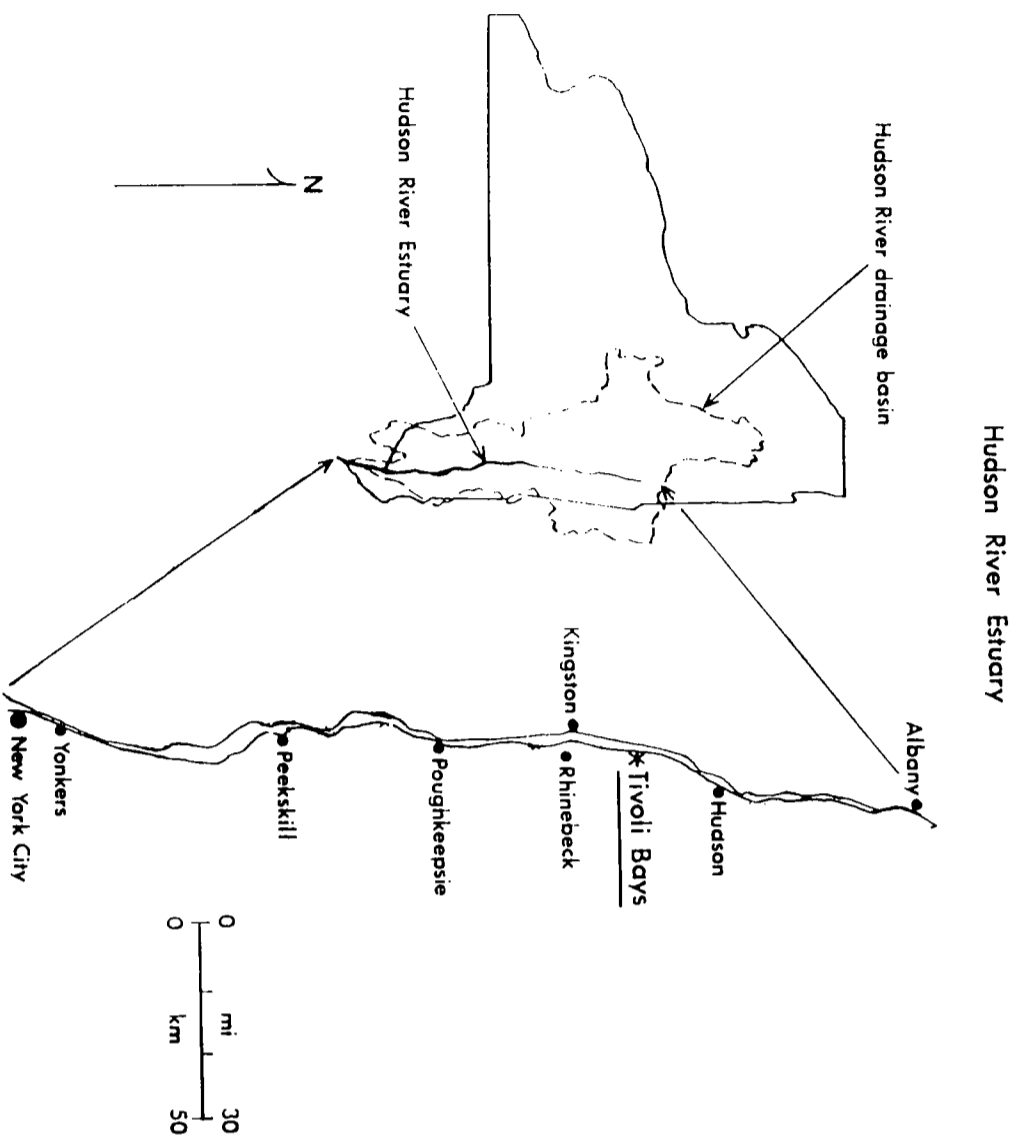 Hudson River Estuary
Hudson River drainage basin
Hudson River Estuary
N
Albany
Hudson
Tivoli Bays
Kingston
Rhinebeck
Poughkeepsie
Peekskill
Yonkers
New York City
0 mi 30
0 km 50